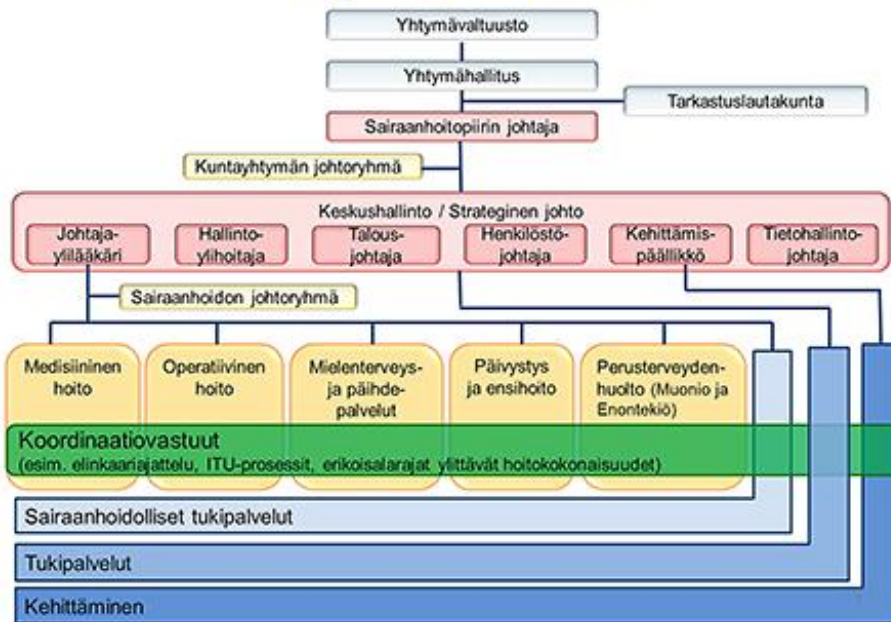 Yhtymävaltuusto
Yhtymähallitus
Tarkastuslautakunta
Sairaanhoitopiirin johtaja
Kuntayhtymän johtoryhmä
Keskushallinto / Strateginen johto
Johtaja-
ylilääkäri
Hallinto-
ylihoitaja
Talous-
johtaja
Henkilöstö-
johtaja
Kehittämis-
päällikkö
Tietohallinto-
johtaja
Sairaanhoidon johtoryhmä
Medisiininen
hoito
Operatiivinen
hoito
Mielenterveys-
ja päihde-
palvelut
Päivystys
ja ensihoito
Perusterveyden-
huolto (Muonio ja
Enontekiö)
Koordinaatiovastuut
(esim. elinkaariajattelu, ITU-prosessit, erikoisalarajat ylittävät hoitokokonaisuudet)
Sairaanhoidolliset tukipalvelut
Tukipalvelut
Kehittäminen